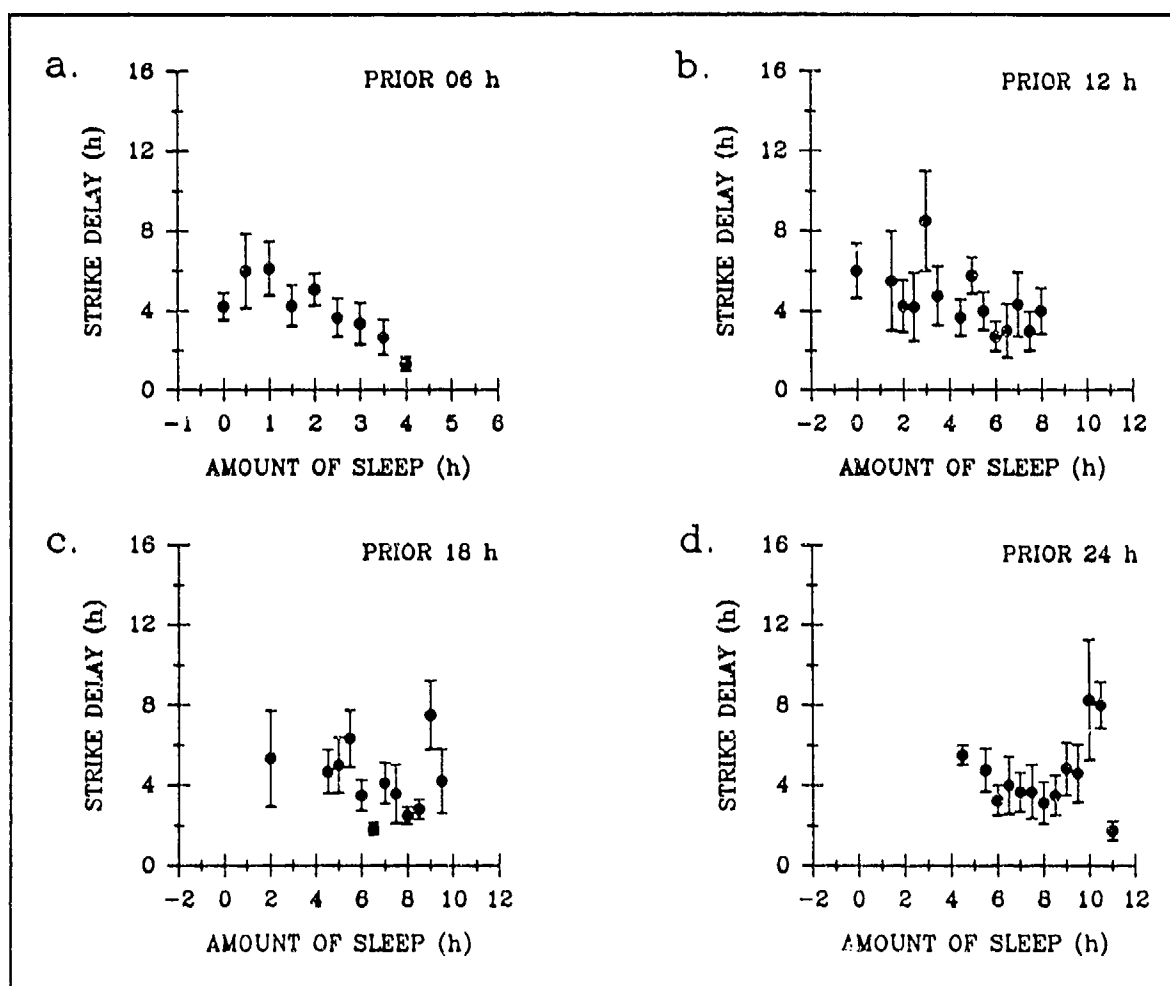 a.
PRIOR 06 h
16
12
8
4
0
STRIKE DELAY (h)
-1 0 1 2 3 4 5 6
AMOUNT OF SLEEP (h)
b.
PRIOR 12 h
16
12
8
4
0
STRIKE DELAY (h)
-2 0 2 4 6 8 10 12
AMOUNT OF SLEEP (h)
c.
PRIOR 18 h
16
12
8
4
0
STRIKE DELAY (h)
-2 0 2 4 6 8 10 12
AMOUNT OF SLEEP (h)
d.
PRIOR 24 h
16
12
8
4
0
STRIKE DELAY (h)
-2 0 2 4 6 8 10 12
AMOUNT OF SLEEP (h)